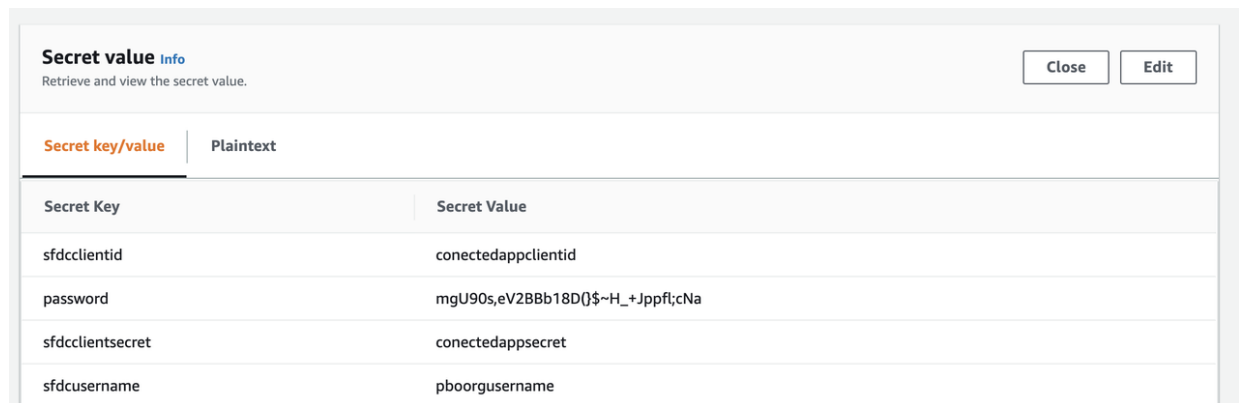 Secret value Info
Retrieve and view the secret value.
Close
Edit
Secret key/value
Plaintext
Secret Key
Secret Value
sfdcclientid
conectedappclientid
password
mgU90s,eV2BBb18D(}$~H_+Jppfl;cNa
sfdcclientsecret
conectedappsecret
sfdcusername
pboorgusername